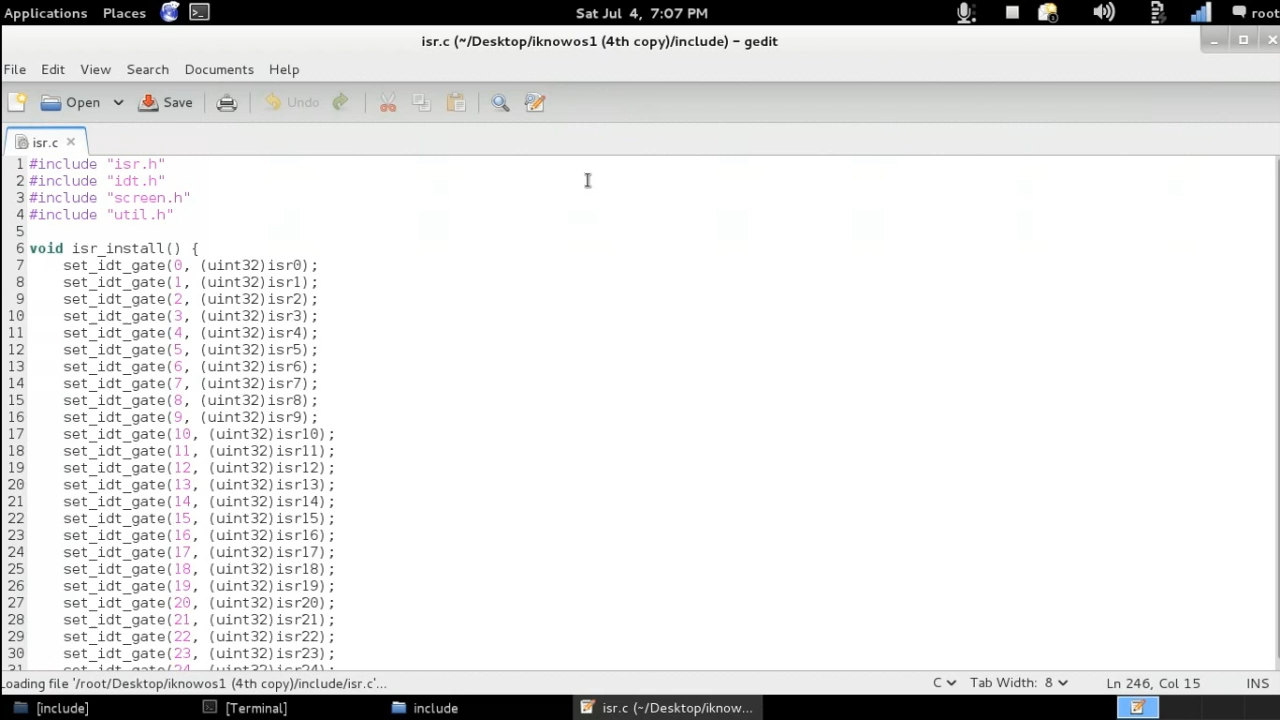 Applications Places Sat Jul 4, 7:07 PM root
isr.c (~/Desktop/iknowos1 (4th copy)/include) – gedit
File Edit View Search Documents Help
Open Save Undo
isr.c
1 #include "isr.h"
2 #include "idt.h"
3 #include "screen.h"
4 #include "util.h"
5
6 void isr_install() {
7 set_idt_gate(0, (uint32)isr0);
8 set_idt_gate(1, (uint32)isr1);
9 set_idt_gate(2, (uint32)isr2);
10 set_idt_gate(3, (uint32)isr3);
11 set_idt_gate(4, (uint32)isr4);
12 set_idt_gate(5, (uint32)isr5);
13 set_idt_gate(6, (uint32)isr6);
14 set_idt_gate(7, (uint32)isr7);
15 set_idt_gate(8, (uint32)isr8);
16 set_idt_gate(9, (uint32)isr9);
17 set_idt_gate(10, (uint32)isr10);
18 set_idt_gate(11, (uint32)isr11);
19 set_idt_gate(12, (uint32)isr12);
20 set_idt_gate(13, (uint32)isr13);
21 set_idt_gate(14, (uint32)isr14);
22 set_idt_gate(15, (uint32)isr15);
23 set_idt_gate(16, (uint32)isr16);
24 set_idt_gate(17, (uint32)isr17);
25 set_idt_gate(18, (uint32)isr18);
26 set_idt_gate(19, (uint32)isr19);
27 set_idt_gate(20, (uint32)isr20);
28 set_idt_gate(21, (uint32)isr21);
29 set_idt_gate(22, (uint32)isr22);
30 set_idt_gate(23, (uint32)isr23);
31 set_idt_gate(24, (uint32)isr24);
Loading file '/root/Desktop/iknowos1 (4th copy)/include/isr.c'... C Tab Width: 8 Ln 246, Col 15 INS
[include] [Terminal] include isr.c (~/Desktop/iknow...